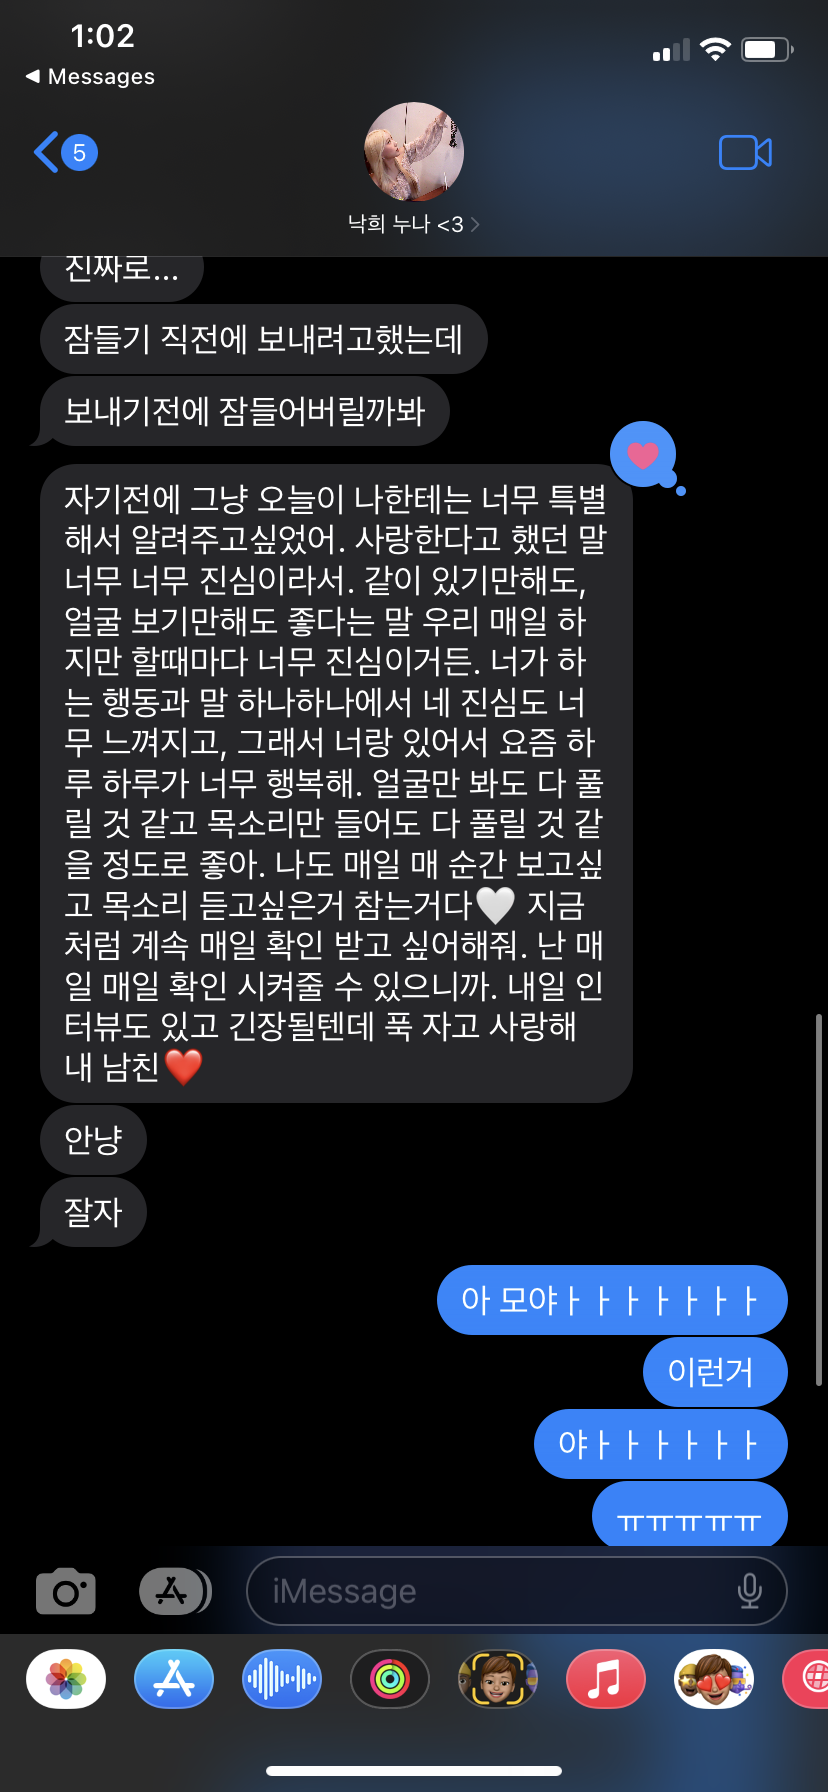 1:02
Messages
5
낙희 누나 <3
진짜로...
잠들기 직전에 보내려고했는데
보내기전에 잠들어버릴까봐
자기전에 그냥 오늘이 나한테는 너무 특별
해서 알려주고싶었어. 사랑한다고 했던 말
너무 너무 진심이라서. 같이 있기만해도,
얼굴 보기만해도 좋다는 말 우리 매일 하
지만 할때마다 너무 진심이거든. 너가 하
는 행동과 말 하나하나에서 네 진심도 너
무 느껴지고, 그래서 너랑 있어서 요즘 하
루 하루가 너무 행복해. 얼굴만 봐도 다 풀
릴 것 같고 목소리만 들어도 다 풀릴 것 같
을 정도로 좋아. 나도 매일 매 순간 보고싶
고 목소리 듣고싶은거 참는거다🤍 지금
처럼 계속 매일 확인 받고 싶어해줘. 난 매
일 매일 확인 시켜줄 수 있으니까. 내일 인
터뷰도 있고 긴장될텐데 푹 자고 사랑해
내 남친❤️
안냥
잘자
아 모야ㅏㅏㅏㅏㅏㅏㅏ
이런거
야ㅏㅏㅏㅏㅏㅏ
ㅠㅠㅠㅠㅠ
iMessage